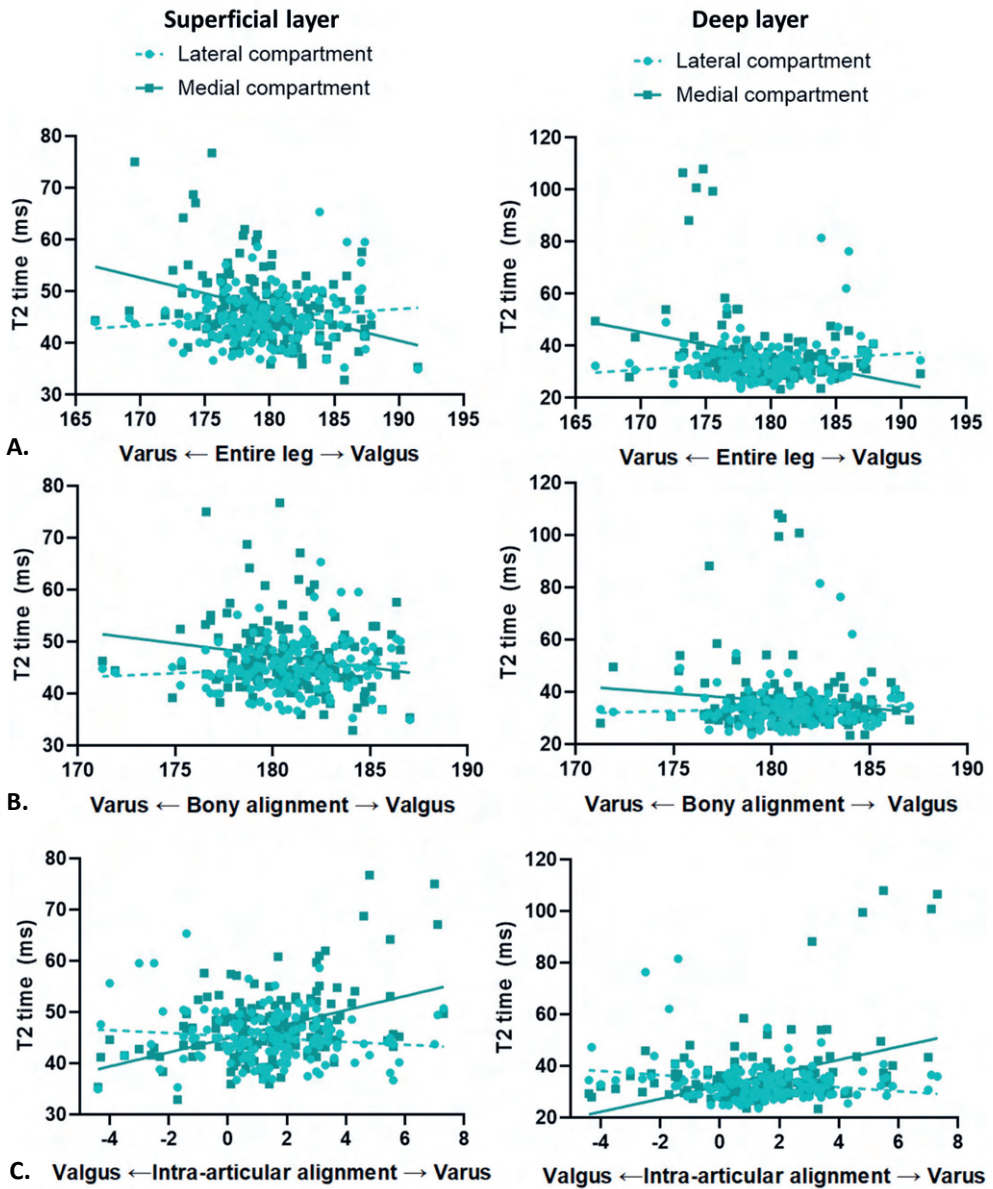 Superficial layer
Lateral compartment
Medial compartment
Deep layer
Lateral compartment
Medial compartment
80
70
60
50
40
30
T2 time (ms)
165 170 175 180 185 190 195
Varus ← Entire leg → Valgus
A.
120
100
80
60
40
20
T2 time (ms)
165 170 175 180 185 190 195
Varus ← Entire leg → Valgus
80
70
60
50
40
30
T2 time (ms)
170 175 180 185 190
Varus ← Bony alignment → Valgus
B.
120
100
80
60
40
20
T2 time (ms)
170 175 180 185 190
Varus ← Bony alignment → Valgus
80
70
60
50
40
30
T2 time (ms)
-4 -2 0 2 4 6 8
Valgus ←Intra-articular alignment → Varus
C.
120
100
80
60
40
20
T2 time (ms)
-4 -2 0 2 4 6 8
Valgus ←Intra-articular alignment → Varus